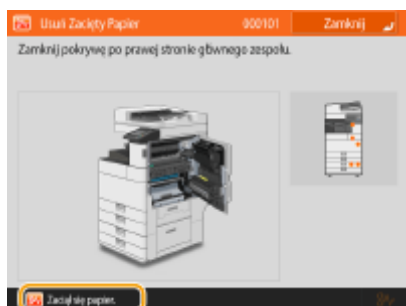 Usuń Zacięty Papier 000101 Zamknij
Zamknij pokrywę po prawej stronie głównego zespołu.
Zaciął się papier.